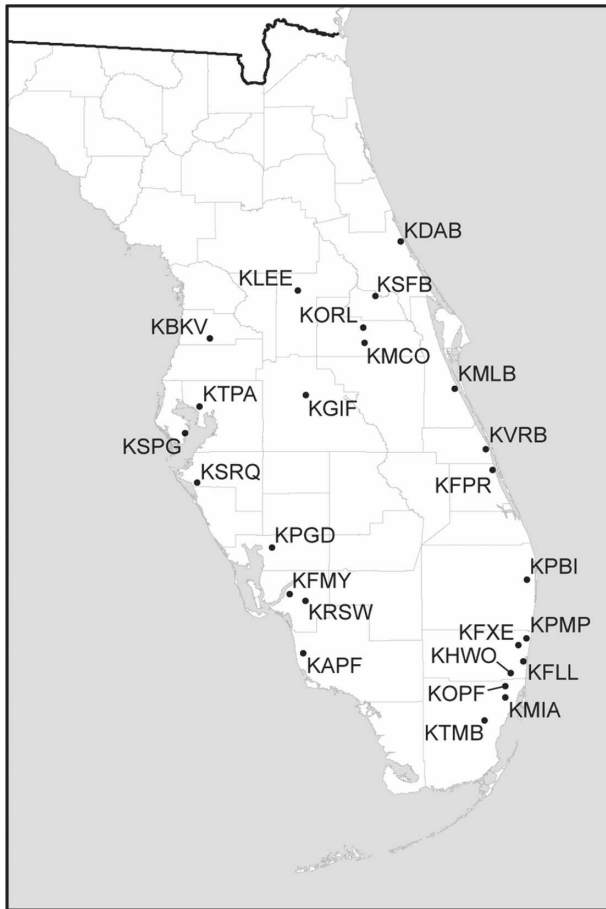 KDAB
KLEE
KSFB
KORL
KBKV
KMCO
KMLB
KTPA
KGIF
KSPG
KVRB
KSRQ
KFPR
KPGD
KPBI
KFMY
KRSW
KPMP
KFXE
KHWO
KAPF
KFLL
KOPF
KMIA
KTMB